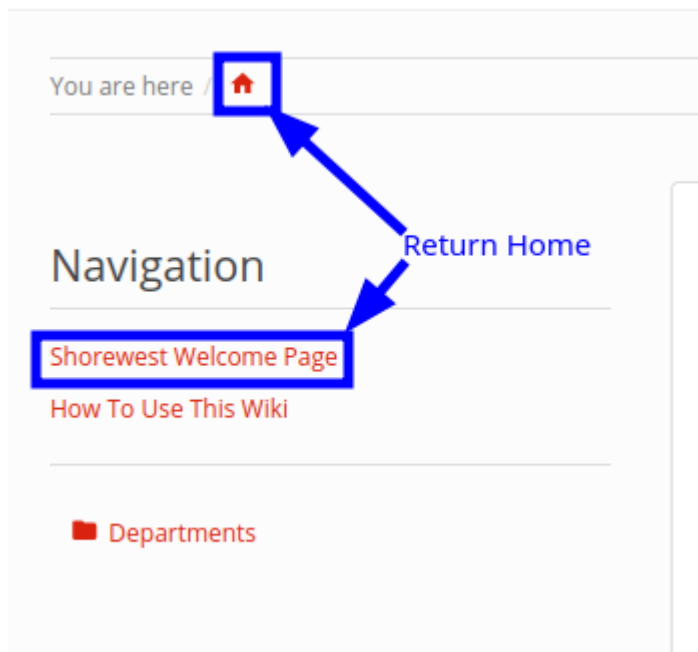 You are here /
Return Home
Navigation
Shorewest Welcome Page
How To Use This Wiki
Departments